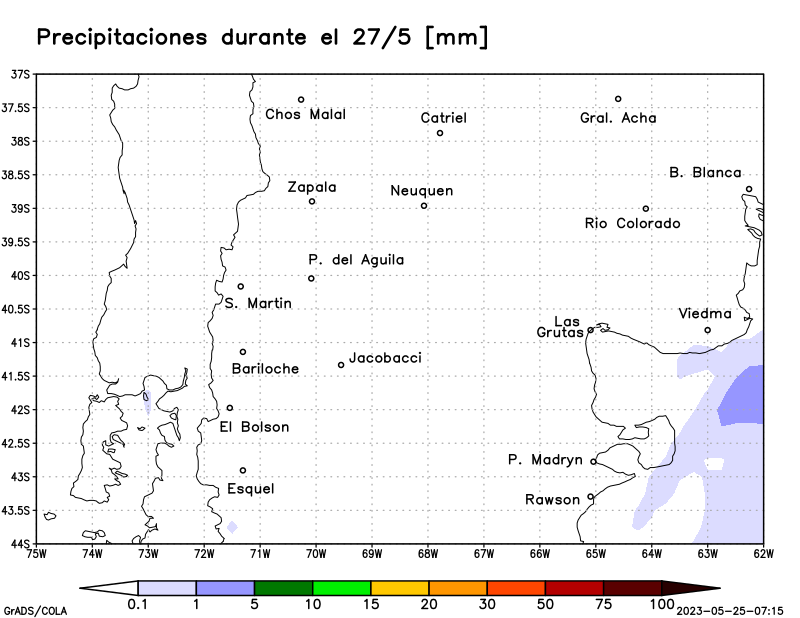 Precipitaciones durante el 27/5 [mm]
37S
37.5S
38S
38.5S
39S
39.5S
40S
40.5S
41S
41.5S
42S
42.5S
43S
43.5S
44S
Chos Malal
Catriel
Gral. Acha
B. Blanca
Zapala
Neuquen
Rio Colorado
P. del Aguila
S. Martin
Las
Grutas
Viedma
Bariloche
Jacobacci
El Bolson
P. Madryn
Esquel
Rawson
75W 74W 73W 72W 71W 70W 69W 68W 67W 66W 65W 64W 63W 62W
0.1 1 5 10 15 20 30 50 75 100
GrADS/COLA
2023-05-25-07:15